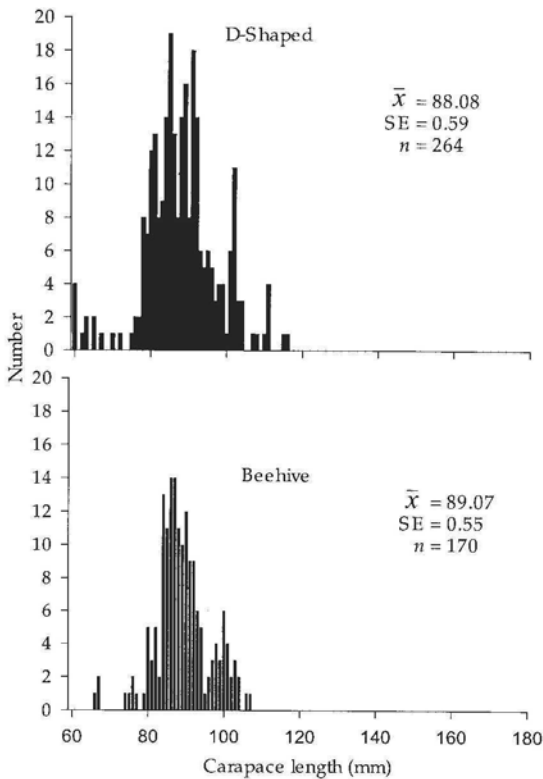 20
D-Shaped
18
16
x̄ = 88.08
14
SE = 0.59
12
n = 264
10
8
6
4
2
0
Number
20
18
16
Beehive
14
x̄ = 89.07
12
SE = 0.55
10
n = 170
8
6
4
2
0
60 80 100 120 140 160 180
Carapace length (mm)